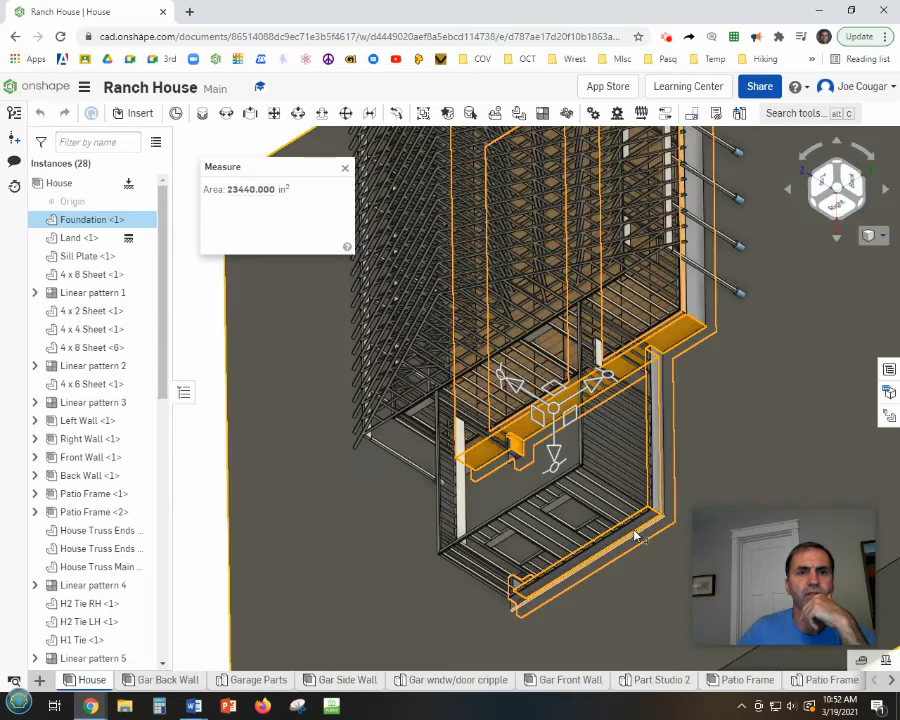 Ranch House | House
cad.onshape.com/documents/86514088dc9ec71e3b5f4617/w/d4449020aef8a5ebcd114738/e/d787ae17d20f10b1863a...
Update
Apps
3rd
COV
OCT
Wrest
MIsc
Pasq
Temp
Hiking
Reading list
onshape
Ranch House Main
App Store
Learning Center
Share
Joe Cougar
Insert
Search tools...
alt
C
Filter by name
Instances (28)
House
Origin
Foundation <1>
Land <1>
Sill Plate <1>
4 x 8 Sheet <1>
Linear pattern 1
4 x 2 Sheet <1>
4 x 4 Sheet <1>
4 x 8 Sheet <6>
Linear pattern 2
4 x 6 Sheet <1>
Linear pattern 3
Left Wall <1>
Right Wall <1>
Front Wall <1>
Back Wall <1>
Patio Frame <1>
Patio Frame <2>
House Truss Ends ...
House Truss Ends ...
House Truss Main ...
Linear pattern 4
H2 Tie RH <1>
H2 Tie LH <1>
H1 Tie <1>
Linear pattern 5
Measure
Area: 23440.000 in²
Z
Right
House
Gar Back Wall
Garage Parts
Gar Side Wall
Gar wndw/door cripple
Gar Front Wall
Part Studio 2
Patio Frame
Patio Frame
10:52 AM
3/19/2021